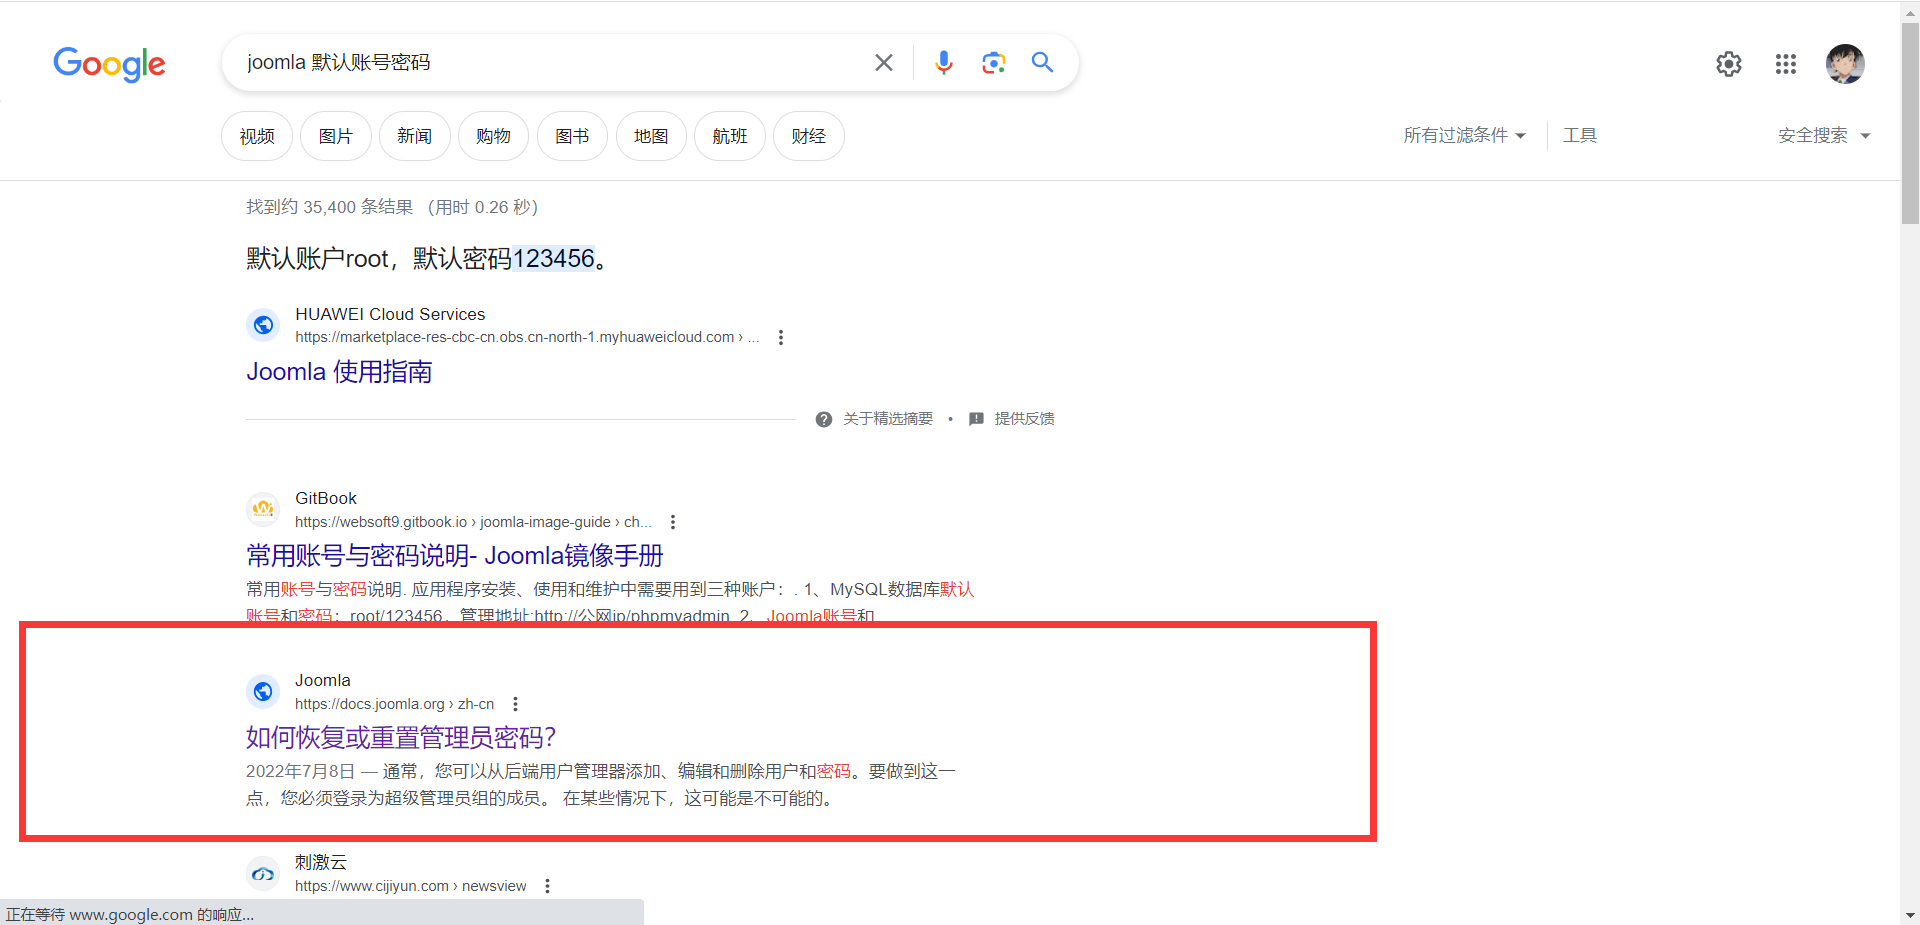 Google
joomla 默认账号密码
视频 图片 新闻 购物 图书 地图 航班 财经 所有过滤条件 工具 安全搜索
找到约 35,400 条结果 （用时 0.26 秒）
默认账户root，默认密码123456。
HUAWEI Cloud Services
https://marketplace-res-cbc-cn.obs.cn-north-1.myhuaweicloud.com › ...
Joomla 使用指南
关于精选摘要 • 提供反馈
GitBook
https://websoft9.gitbook.io › joomla-image-guide › ch...
常用账号与密码说明- Joomla镜像手册
常用账号与密码说明. 应用程序安装、使用和维护中需要用到三种账户：. 1、MySQL数据库默认
账号和密码：root/123456，管理地址:http://公网ip/phpmyadmin. 2、Joomla账号和
Joomla
https://docs.joomla.org › zh-cn
如何恢复或重置管理员密码？
2022年7月8日 — 通常，您可以从后端用户管理器添加、编辑和删除用户和密码。要做到这一
点，您必须登录为超级管理员组的成员。 在某些情况下，这可能是不可能的。
刺激云
https://www.cijiyun.com › newsview
正在等待 www.google.com 的响应...